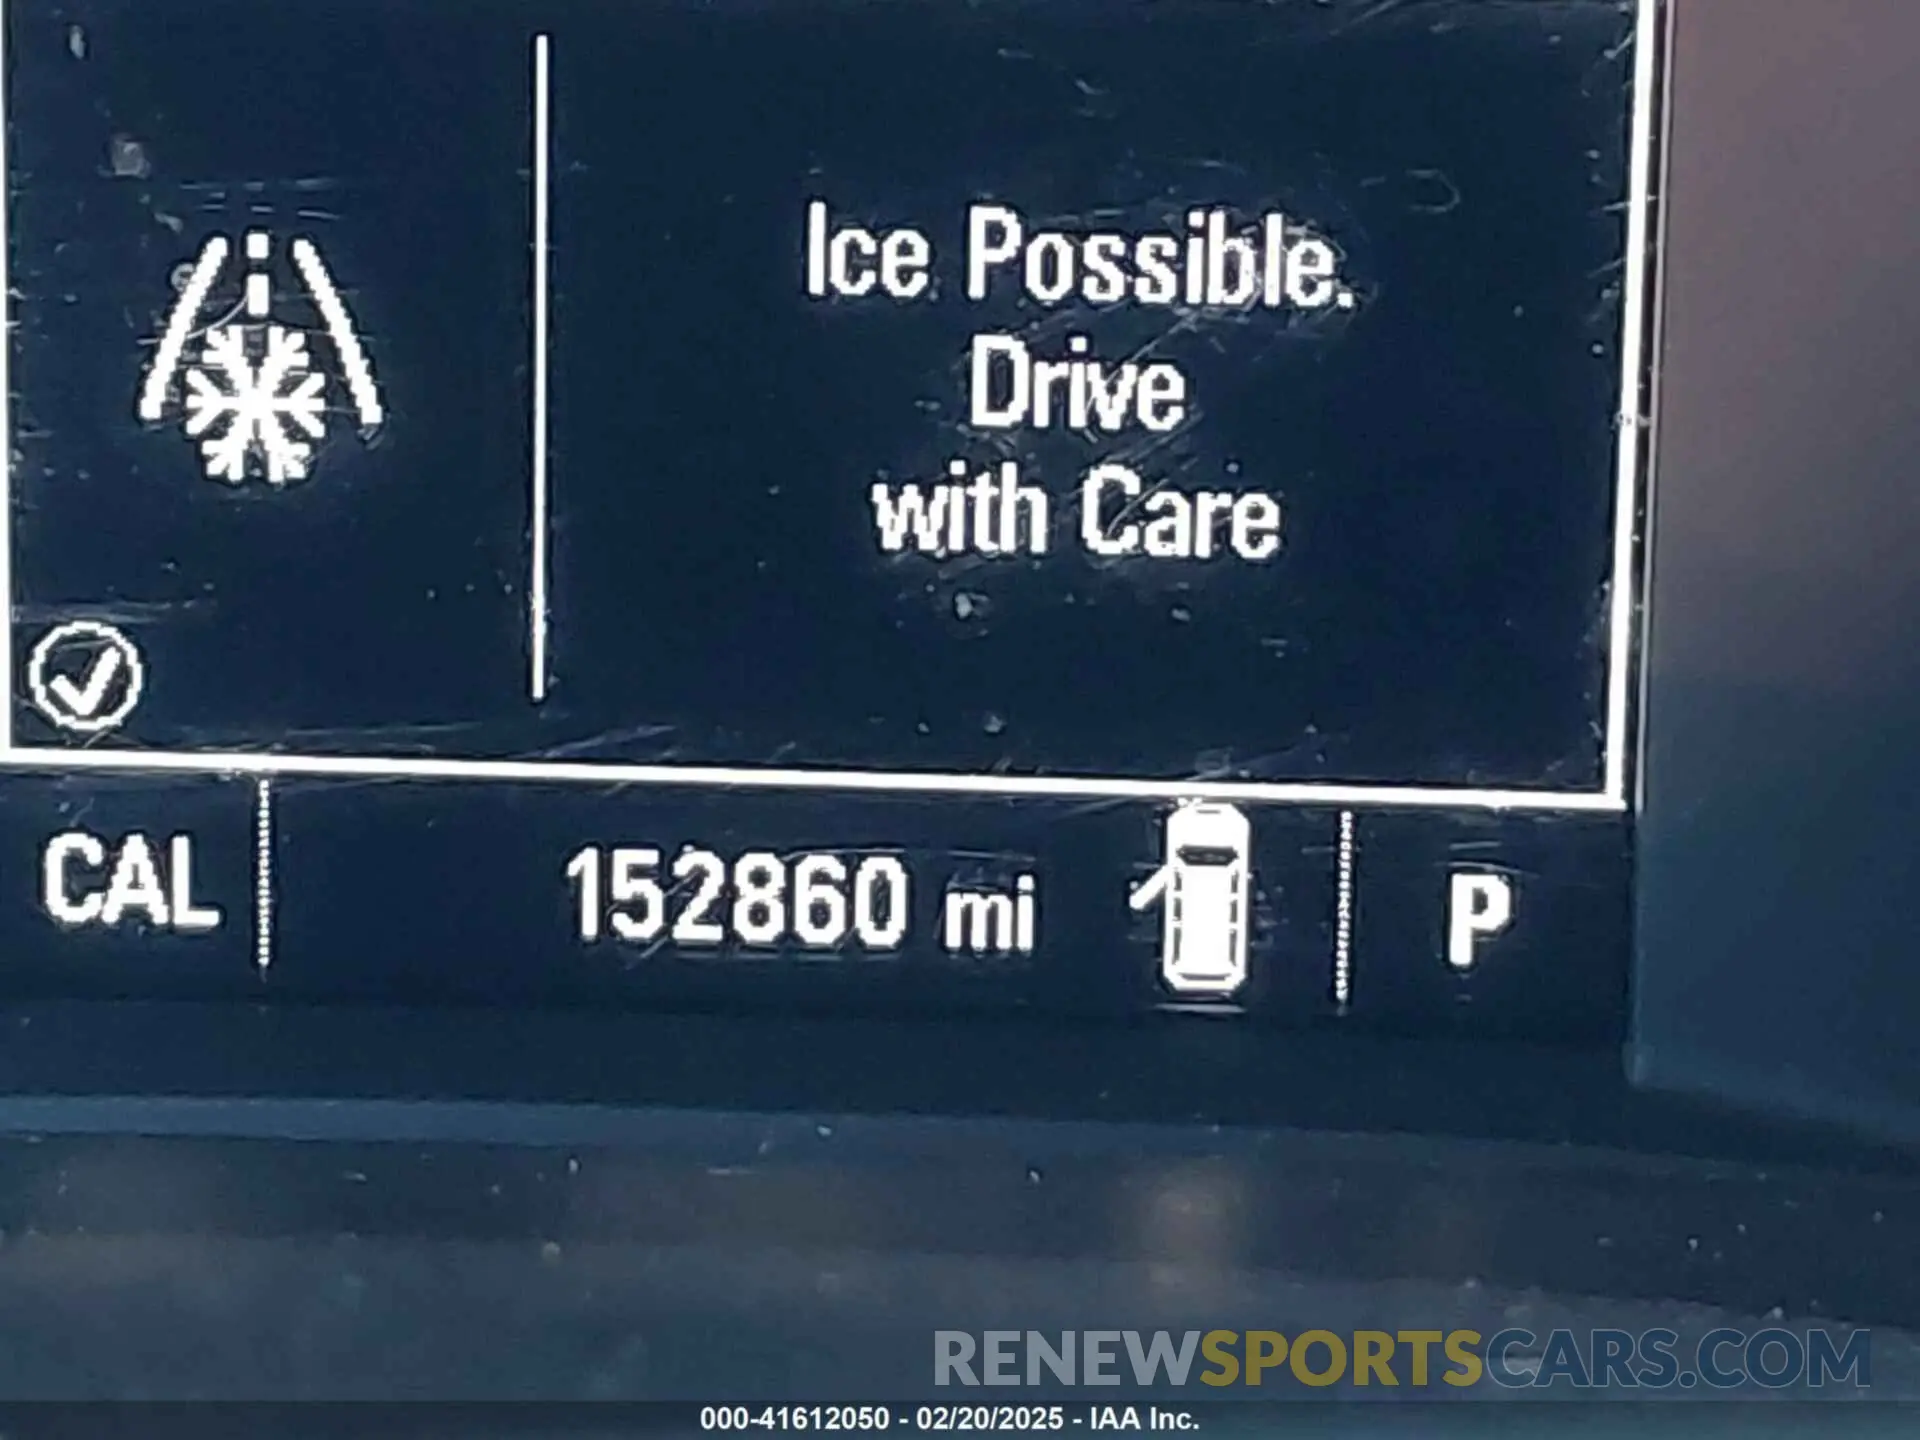 Ice Possible.
Drive
with Care
CAL 152860 mi P
RENEWSPORTSCARS.COM
000-41612050 - 02/20/2025 - IAA Inc.